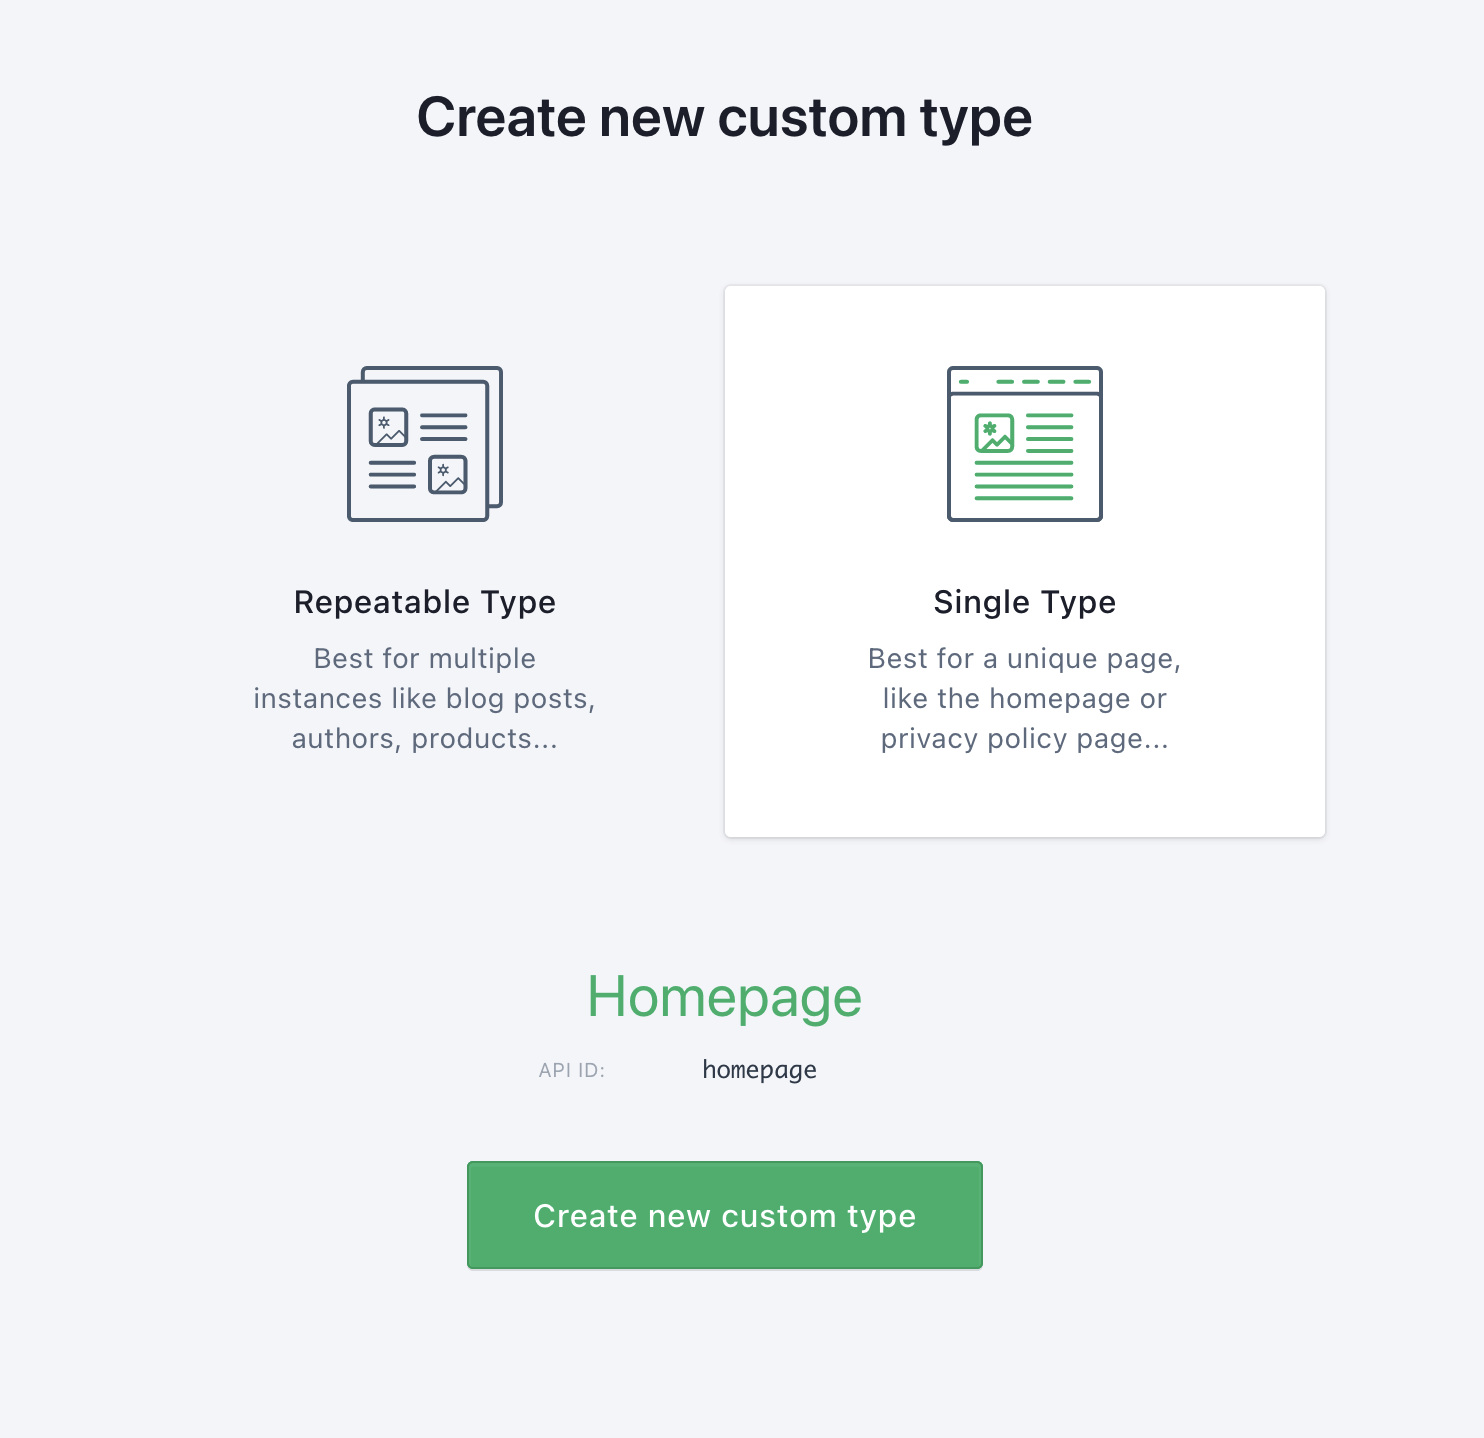 Create new custom type
Repeatable Type
Best for multiple
instances like blog posts,
authors, products...
Single Type
Best for a unique page,
like the homepage or
privacy policy page...
Homepage
API ID: homepage
Create new custom type